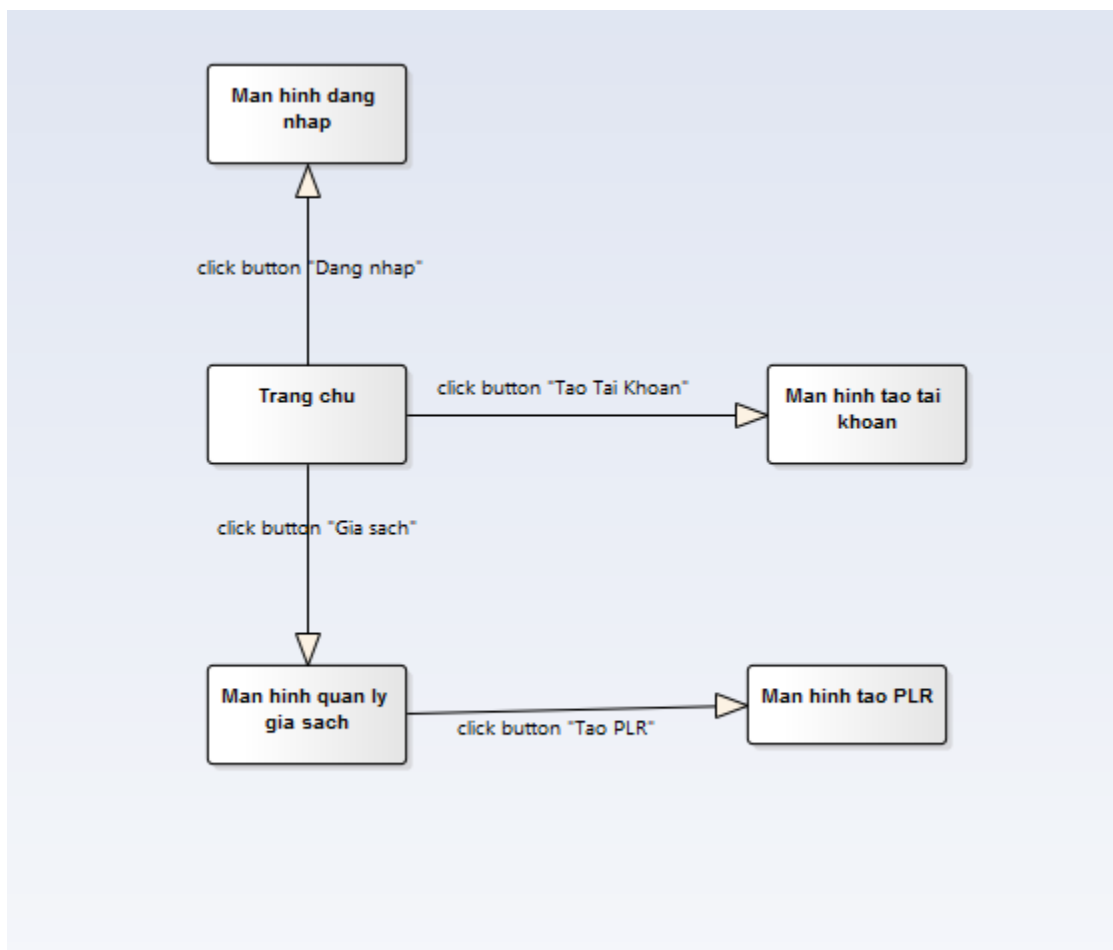 Man hinh dang
nhap
click button "Dang nhap"
Trang chu
click button "Tao Tai Khoan"
Man hinh tao tai
khoan
click button "Gia sach"
Man hinh quan ly
gia sach
click button "Tao PLR"
Man hinh tao PLR